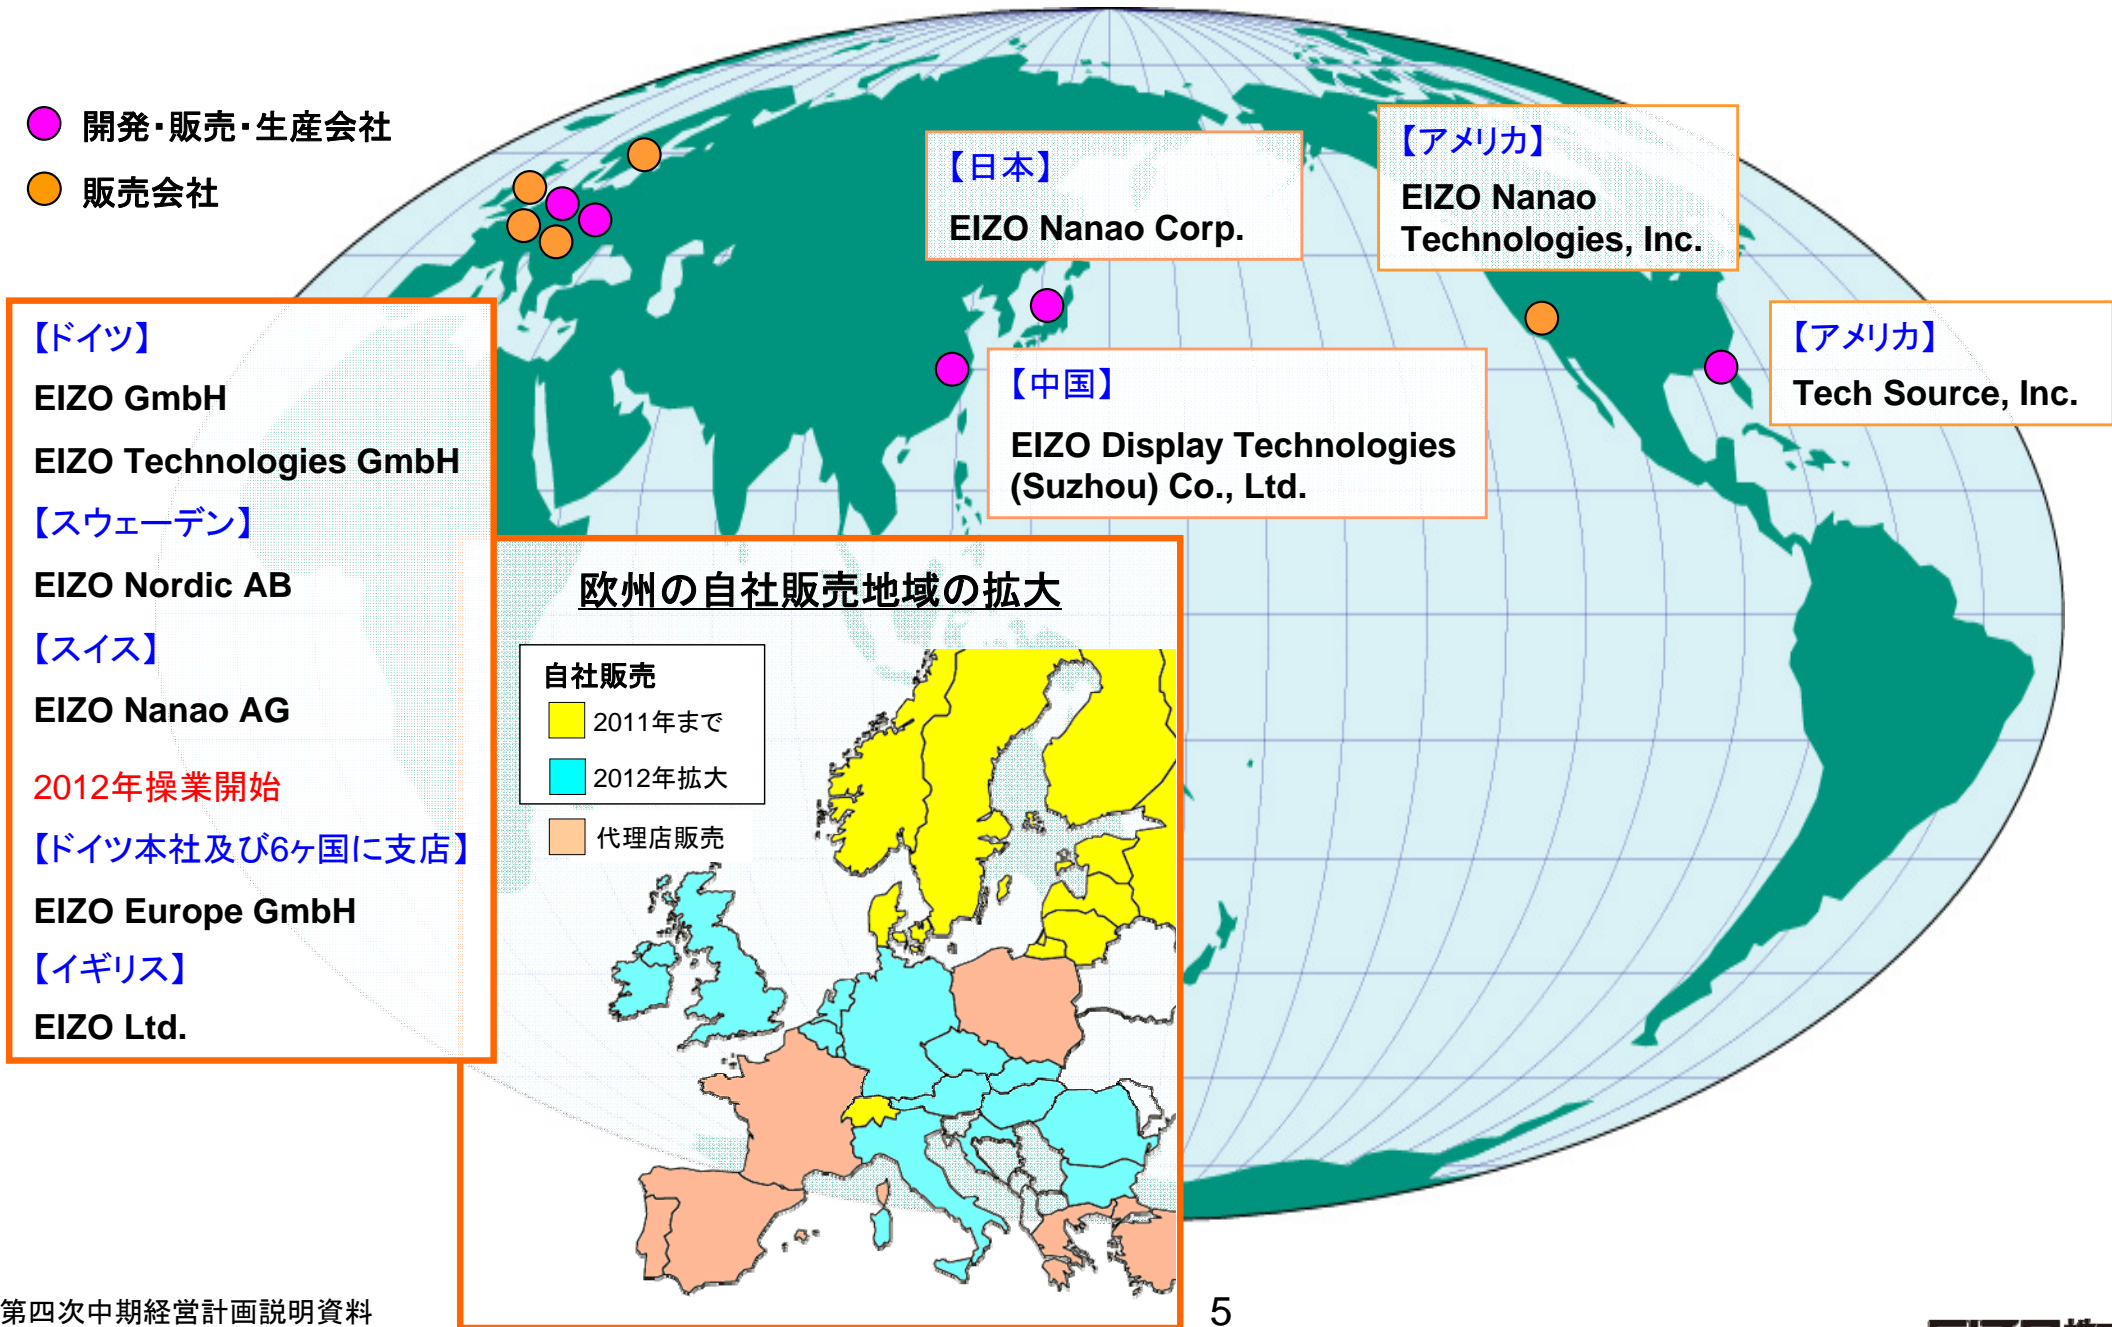 開発・販売・生産会社
販売会社
【日本】
EIZO Nanao Corp.
【アメリカ】
EIZO Nanao
Technologies, Inc.
【アメリカ】
Tech Source, Inc.
【中国】
EIZO Display Technologies
(Suzhou) Co., Ltd.
【ドイツ】
EIZO GmbH
EIZO Technologies GmbH
【スウェーデン】
EIZO Nordic AB
【スイス】
EIZO Nanao AG
2012年操業開始
【ドイツ本社及び6ヶ国に支店】
EIZO Europe GmbH
【イギリス】
EIZO Ltd.
欧州の自社販売地域の拡大
自社販売
2011年まで
2012年拡大
代理店販売
第四次中期経営計画説明資料
5